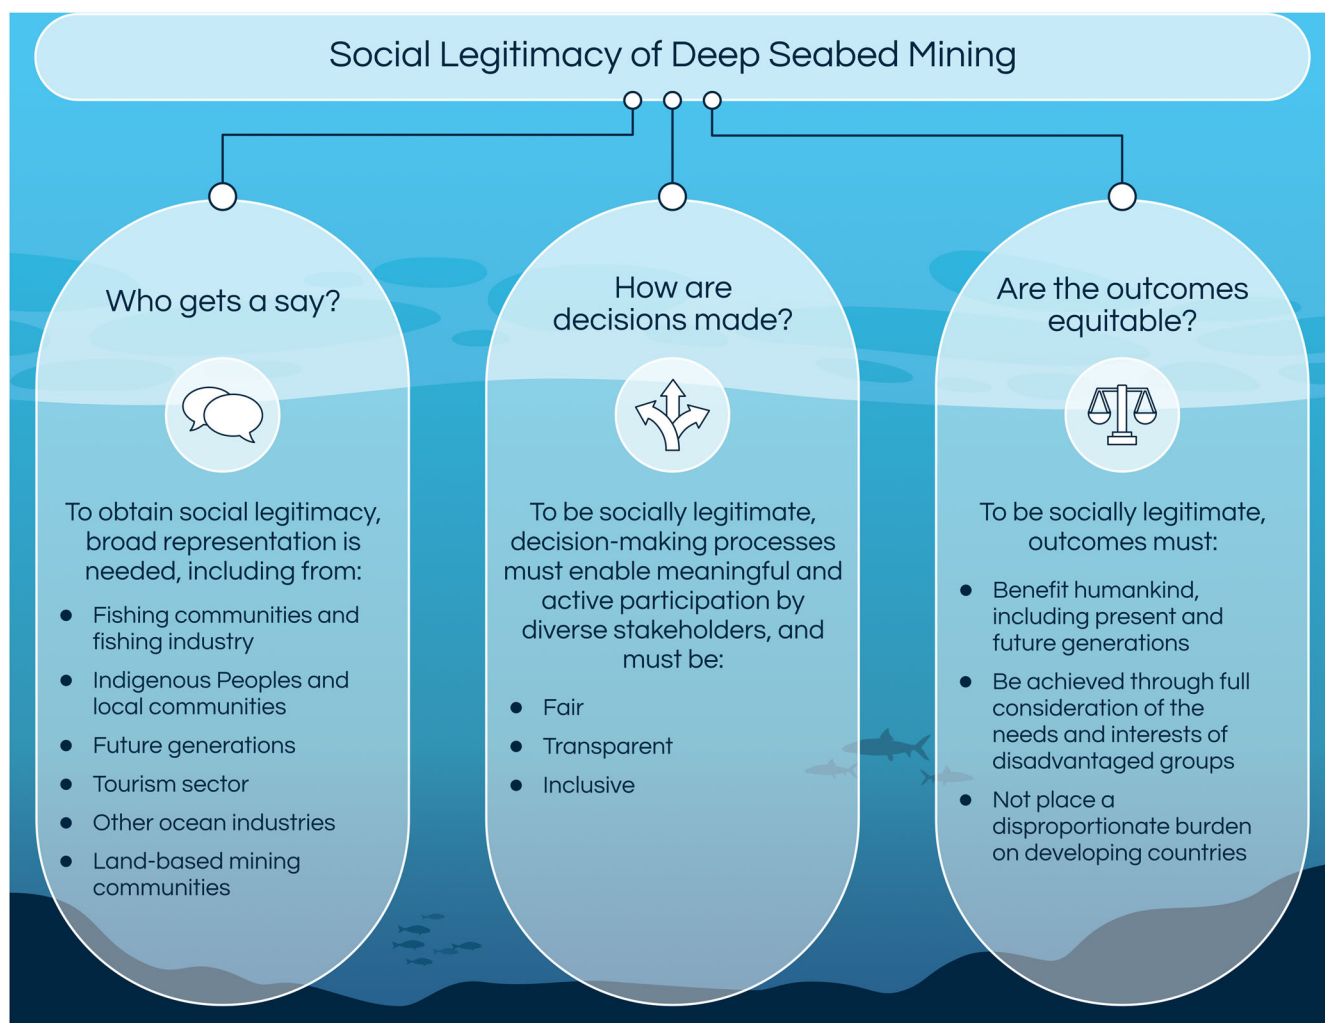 Social Legitimacy of Deep Seabed Mining
Who gets a say?
To obtain social legitimacy,
broad representation is
needed, including from:
● Fishing communities and
fishing industry
● Indigenous Peoples and
local communities
● Future generations
● Tourism sector
● Other ocean industries
● Land-based mining
communities
How are
decisions made?
To be socially legitimate,
decision-making processes
must enable meaningful and
active participation by
diverse stakeholders, and
must be:
● Fair
● Transparent
● Inclusive
Are the outcomes
equitable?
To be socially legitimate,
outcomes must:
● Benefit humankind,
including present and
future generations
● Be achieved through full
consideration of the
needs and interests of
disadvantaged groups
● Not place a
disproportionate burden
on developing countries